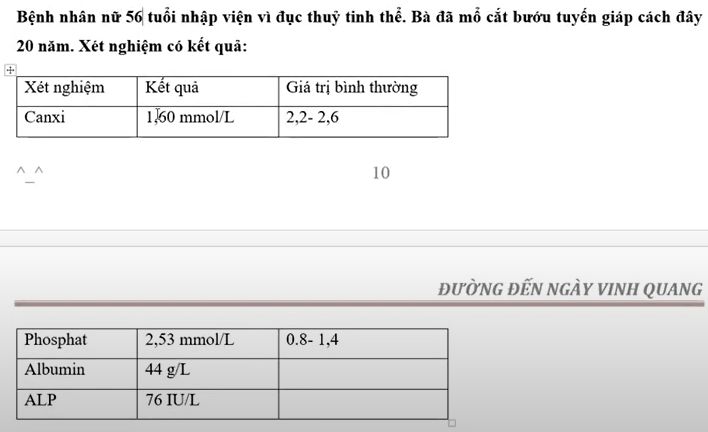 Bệnh nhân nữ 56 tuổi nhập viện vì đục thuỷ tinh thể. Bà đã mổ cắt bướu tuyến giáp cách đây
20 năm. Xét nghiệm có kết quả:
Xét nghiệm Kết quả Giá trị bình thường
Canxi 1,60 mmol/L 2,2- 2,6
^_^ 10
ĐƯỜNG ĐẾN NGÀY VINH QUANG
Phosphat 2,53 mmol/L 0.8- 1,4
Albumin 44 g/L
ALP 76 IU/L